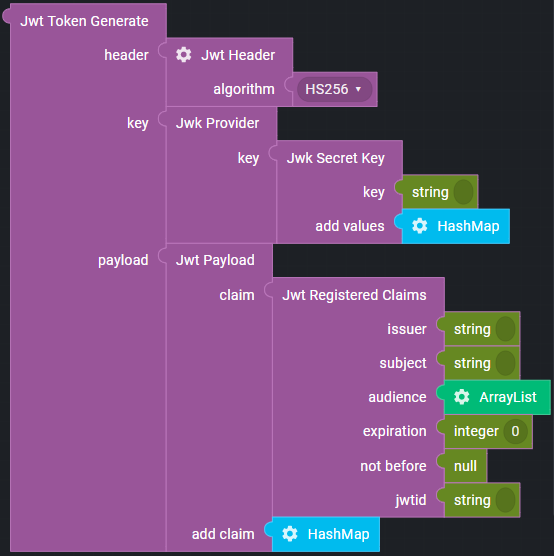 Jwt Token Generate
header Jwt Header
algorithm HS256
key Jwk Provider
key Jwk Secret Key
key string
add values HashMap
payload Jwt Payload
claim Jwt Registered Claims
issuer string
subject string
audience ArrayList
expiration integer 0
not before null
jwtid string
add claim HashMap